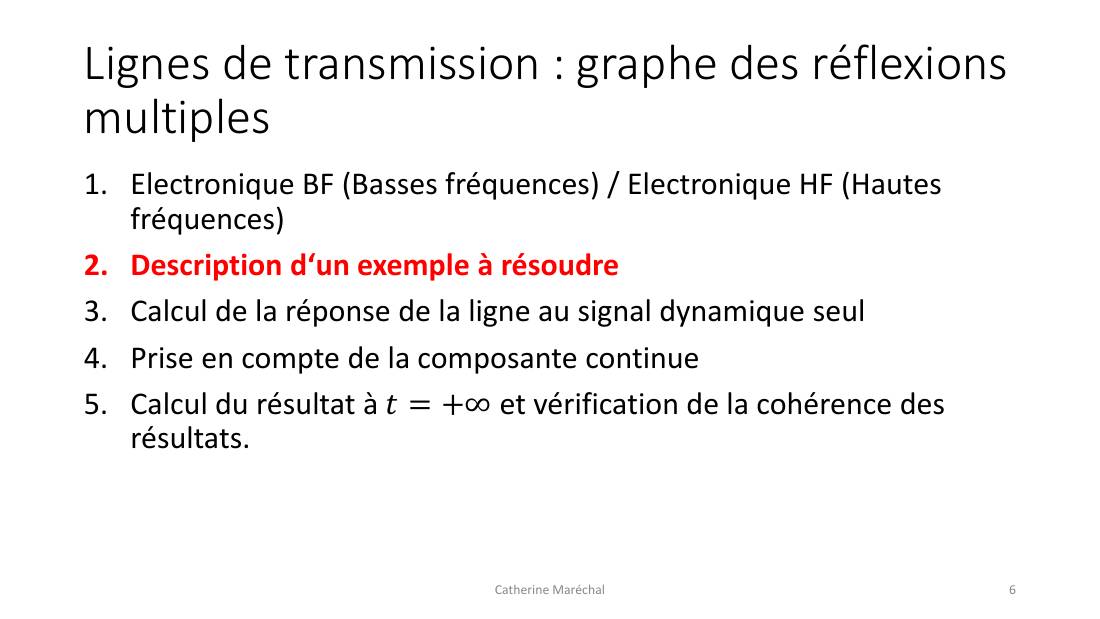 Lignes de transmission : graphe des réflexions
multiples
1. Electronique BF (Basses fréquences) / Electronique HF (Hautes
fréquences)
2. Description d‘un exemple à résoudre
3. Calcul de la réponse de la ligne au signal dynamique seul
4. Prise en compte de la composante continue
5. Calcul du résultat à 𝑡 = +∞ et vérification de la cohérence des
résultats.
Catherine Maréchal
6